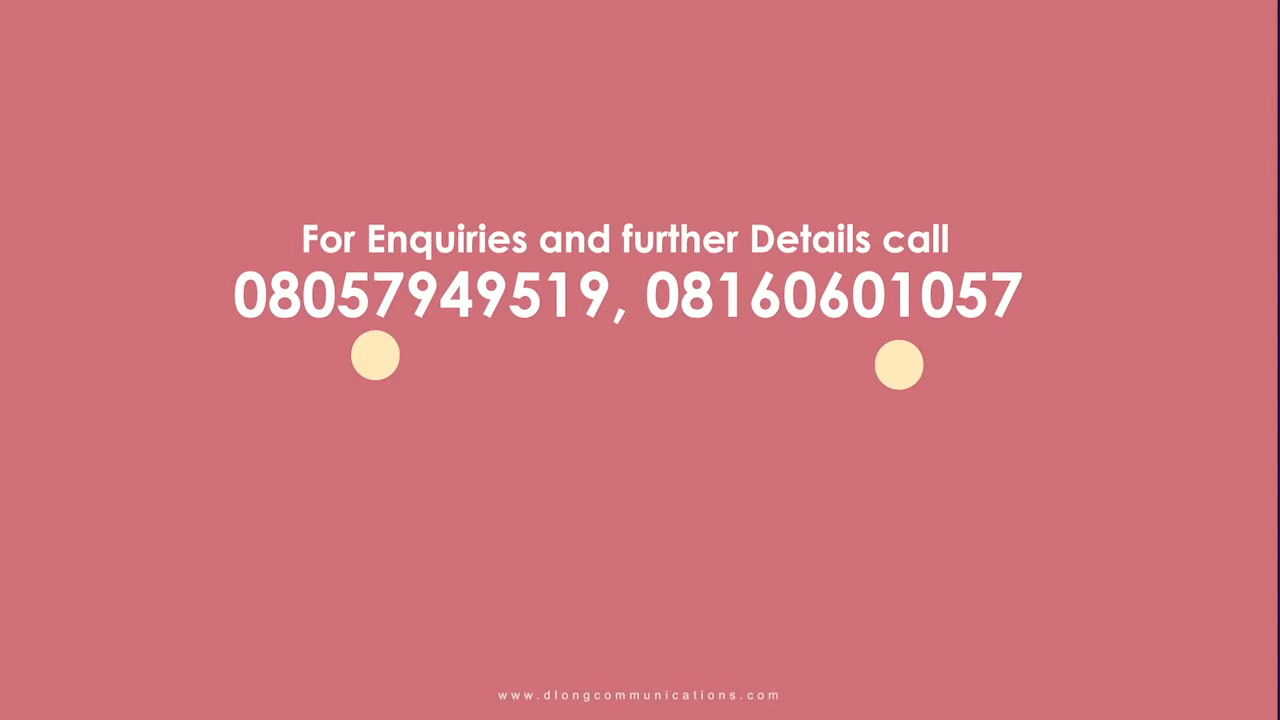 For Enquiries and further Details call
08057949519, 08160601057
www.dlongcommunications.com